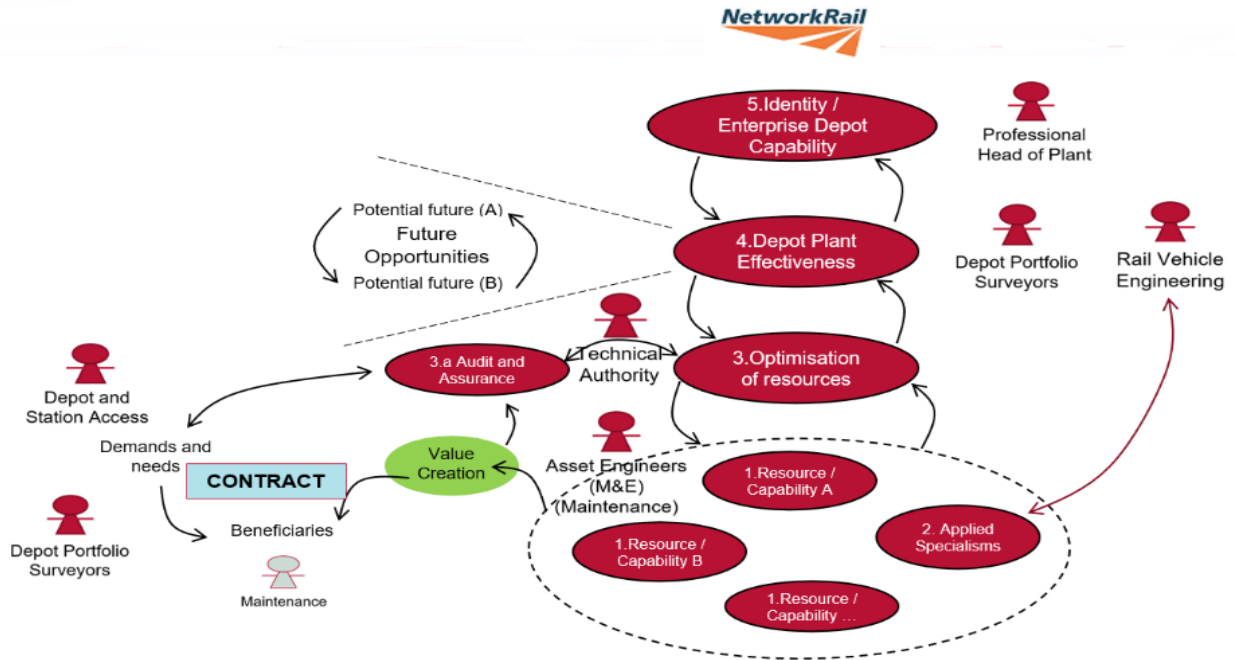 NetworkRail
5.Identity /
Enterprise Depot
Capability
Professional
Head of Plant
Potential future (A)
Future
Opportunities
Potential future (B)
4.Depot Plant
Effectiveness
Depot Portfolio
Surveyors
Rail Vehicle
Engineering
3.a Audit and
Assurance
Technical
Authority
3.Optimisation
of resources
Depot and
Station Access
Demands and
needs
CONTRACT
Value
Creation
Asset Engineers
(M&E)
(Maintenance)
1.Resource /
Capability A
2. Applied
Specialisms
1.Resource /
Capability B
1.Resource /
Capability ...
Beneficiaries
Depot Portfolio
Surveyors
Maintenance